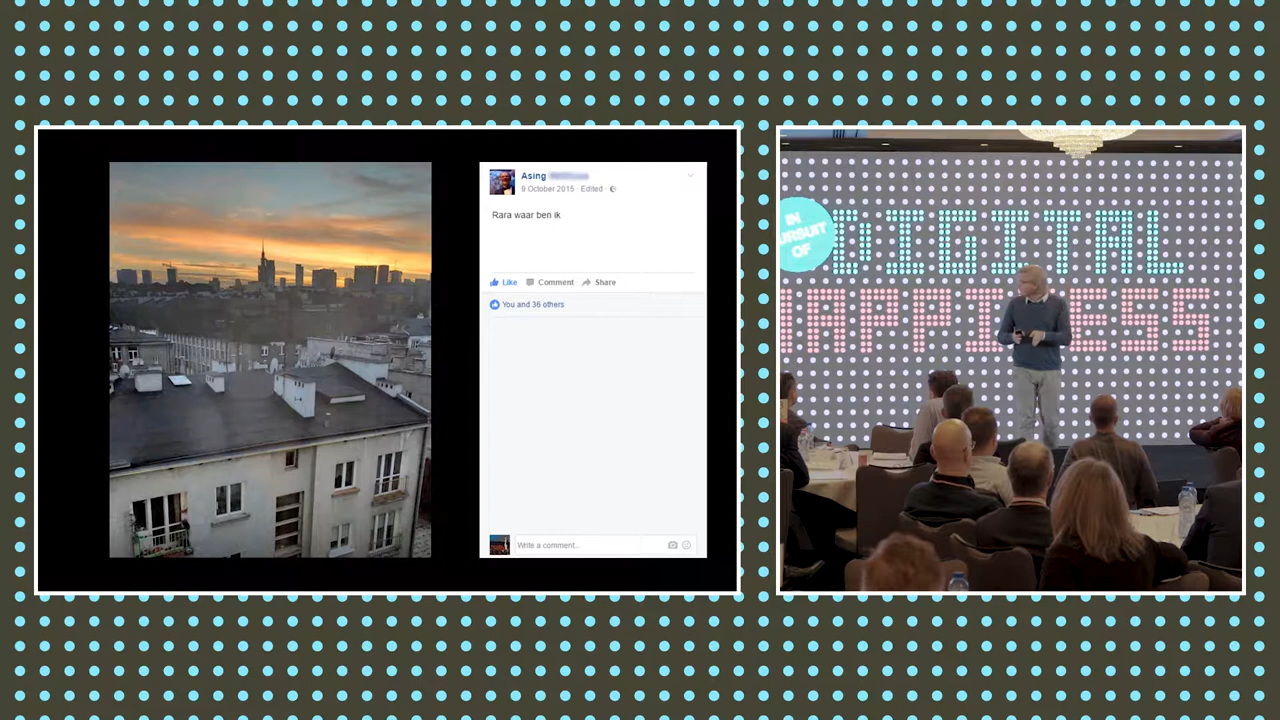 Asing
9 October 2015 · Edited ·
Rara waar ben ik
Like Comment Share
You and 36 others
Write a comment...
IN
PURSUIT
OF
DIGITAL
HAPPINESS